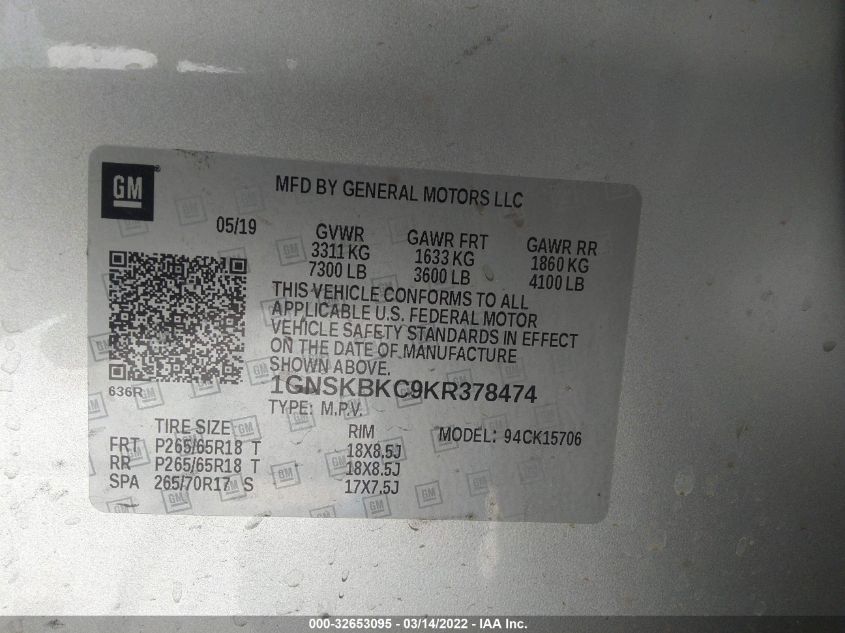 GM
MFD BY GENERAL MOTORS LLC
05/19 GVWR GAWR FRT GAWR RR
3311 KG 1633 KG 1860 KG
7300 LB 3600 LB 4100 LB
THIS VEHICLE CONFORMS TO ALL
APPLICABLE U.S. FEDERAL MOTOR
VEHICLE SAFETY STANDARDS IN EFFECT
ON THE DATE OF MANUFACTURE
SHOWN ABOVE.
636R
1GNSKBKC9KR378474
TYPE: M.P.V.
TIRE SIZE RIM MODEL: 94CK15706
FRT P265/65R18 T 18X8.5J
RR P265/65R18 T 18X8.5J
SPA 265/70R17 S 17X7.5J
000-32653095 - 03/14/2022 - IAA Inc.